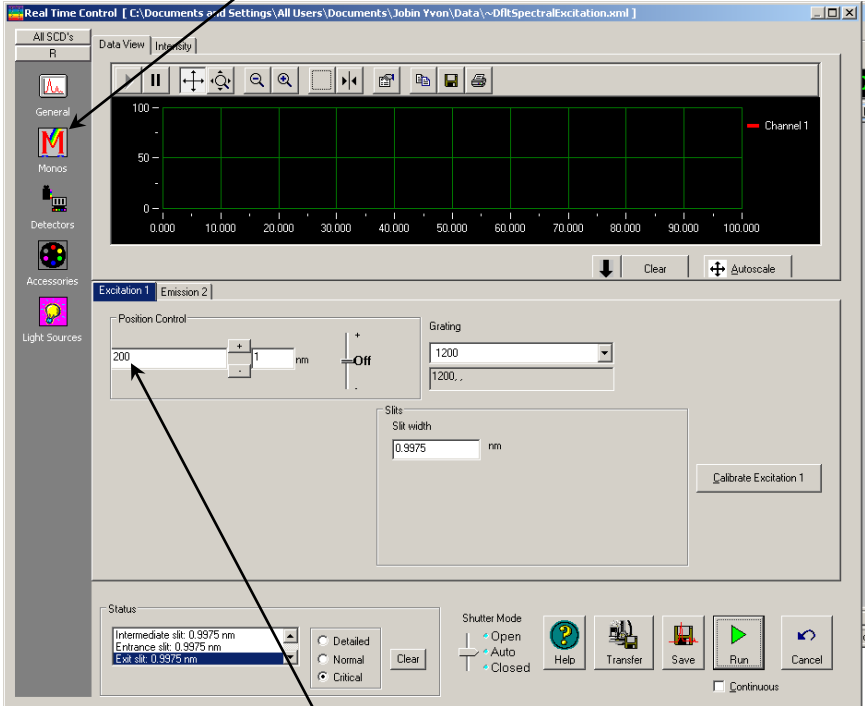 Real Time Control [ C:\Documents and Settings\All Users\Documents\Jobin Yvon\Data\~DfltSpectralExcitation.xml ]
All SCD's
R
General
Monos
Detectors
Accessories
Light Sources
Data View
Intensity
100
50
0
0.000 10.000 20.000 30.000 40.000 50.000 60.000 70.000 80.000 90.000 100.000
Channel 1
Clear
Autoscale
Excitation 1
Emission 2
Position Control
200
+
-
1
nm
+
Off
-
Grating
1200
1200, ,
Slits
Slit width
0.9975 nm
Calibrate Excitation 1
Status
Intermediate slit: 0.9975 nm
Entrance slit: 0.9975 nm
Exit slit: 0.9975 nm
Detailed
Normal
Critical
Clear
Shutter Mode
Open
Auto
Closed
Help
Transfer
Save
Run
Cancel
Continuous